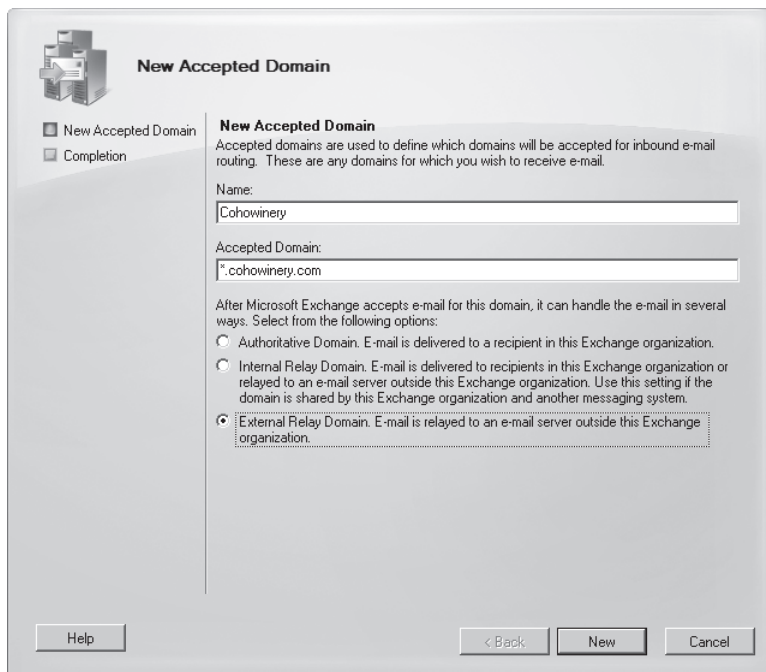 New Accepted Domain
New Accepted Domain
Completion
New Accepted Domain
Accepted domains are used to define which domains will be accepted for inbound e-mail
routing. These are any domains for which you wish to receive e-mail.
Name:
Cohowinery
Accepted Domain:
*.cohowinery.com
After Microsoft Exchange accepts e-mail for this domain, it can handle the e-mail in several
ways. Select from the following options:
Authoritative Domain. E-mail is delivered to a recipient in this Exchange organization.
Internal Relay Domain. E-mail is delivered to recipients in this Exchange organization or
relayed to an e-mail server outside this Exchange organization. Use this setting if the
domain is shared by this Exchange organization and another messaging system.
External Relay Domain. E-mail is relayed to an e-mail server outside this Exchange
organization.
Help
< Back
New
Cancel